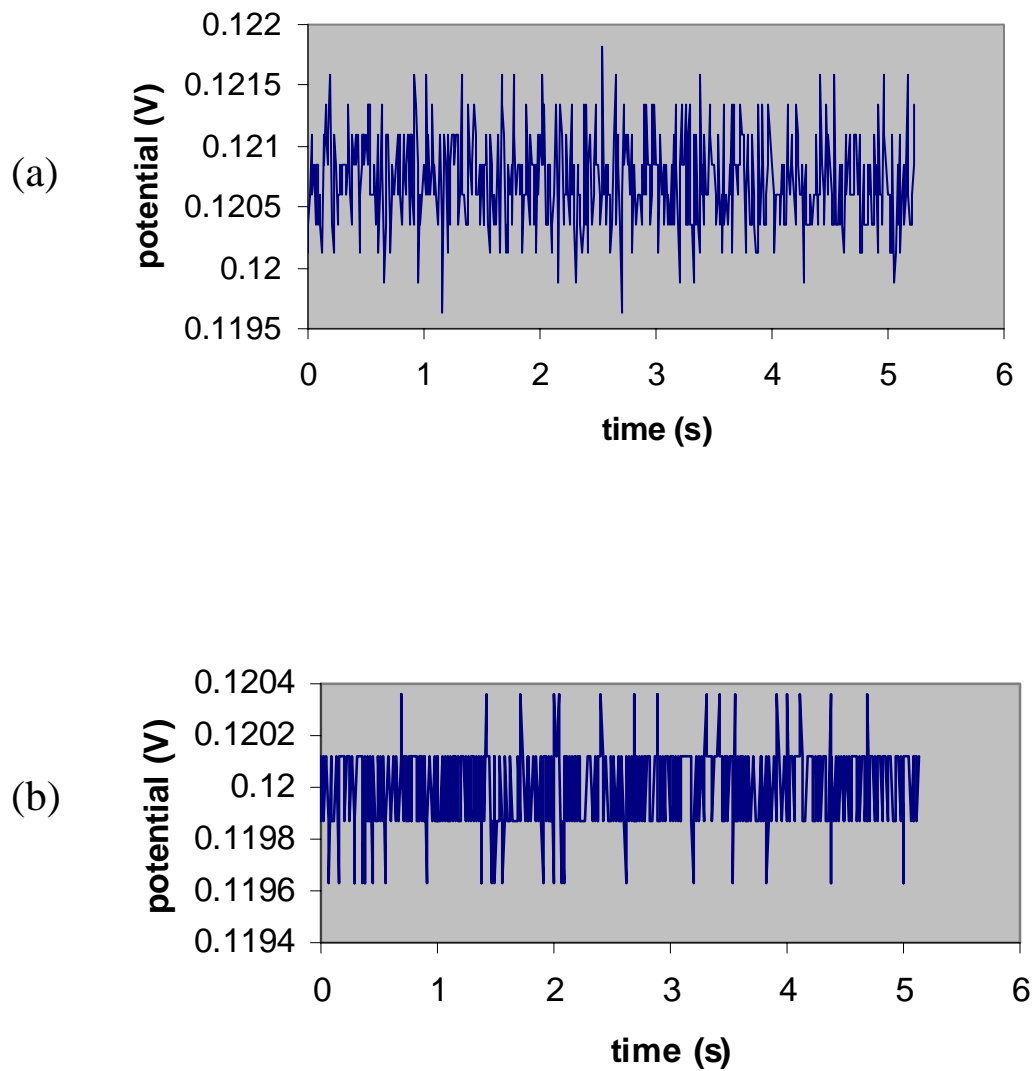 (a)
potential (V)
0.122
0.1215
0.121
0.1205
0.12
0.1195
0 1 2 3 4 5 6
time (s)
(b)
potential (V)
0.1204
0.1202
0.12
0.1198
0.1196
0.1194
0 1 2 3 4 5 6
time (s)